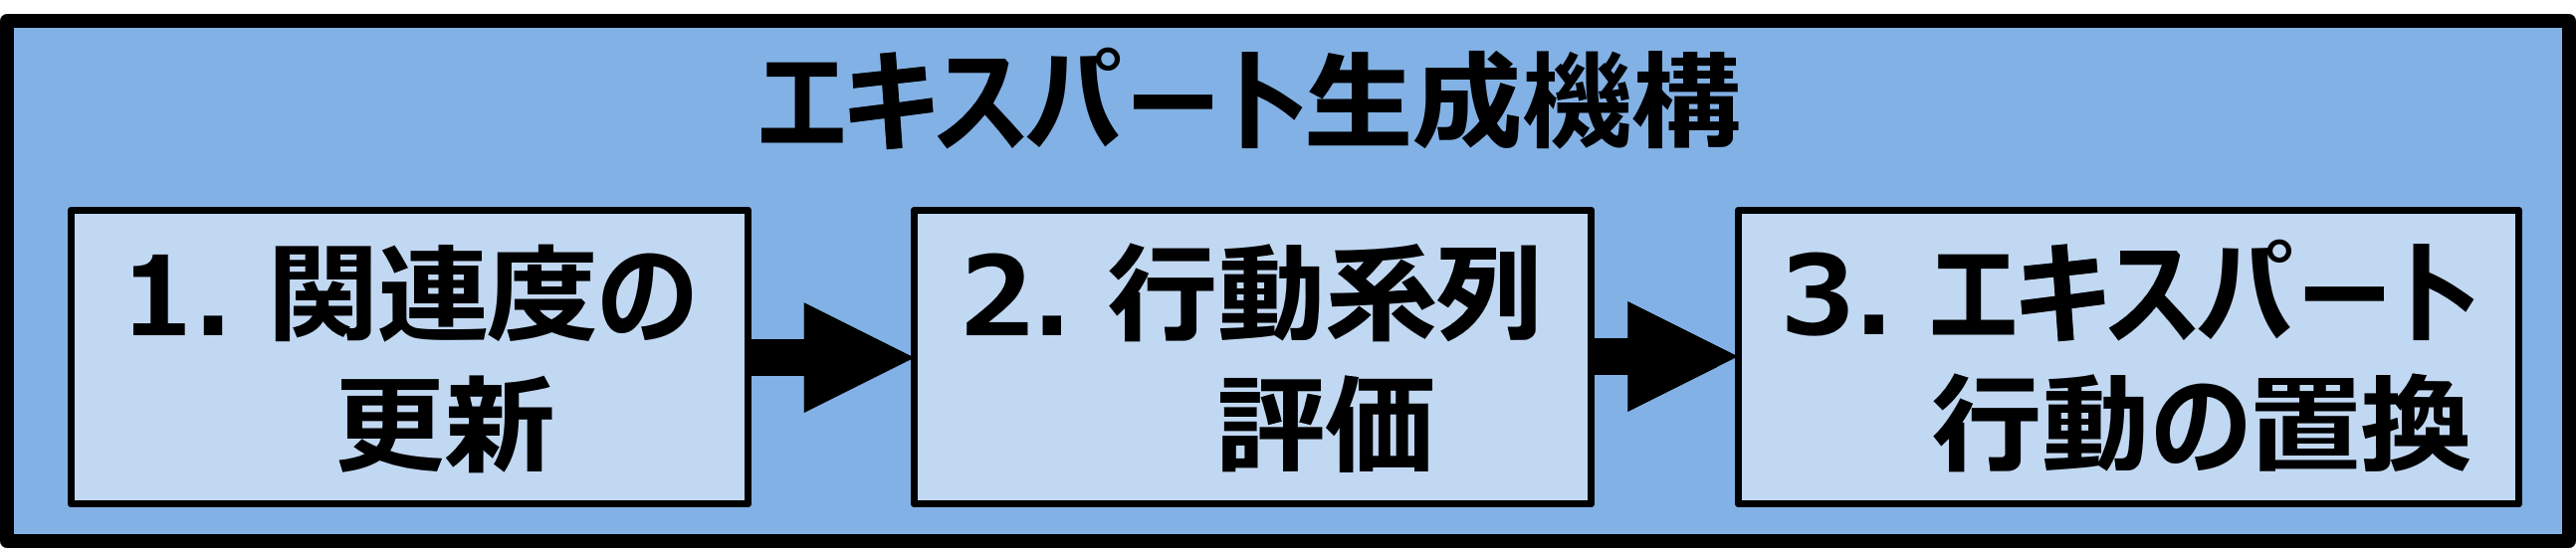 エキスパート生成機構
1. 関連度の
更新
2. 行動系列
評価
3. エキスパート
行動の置換